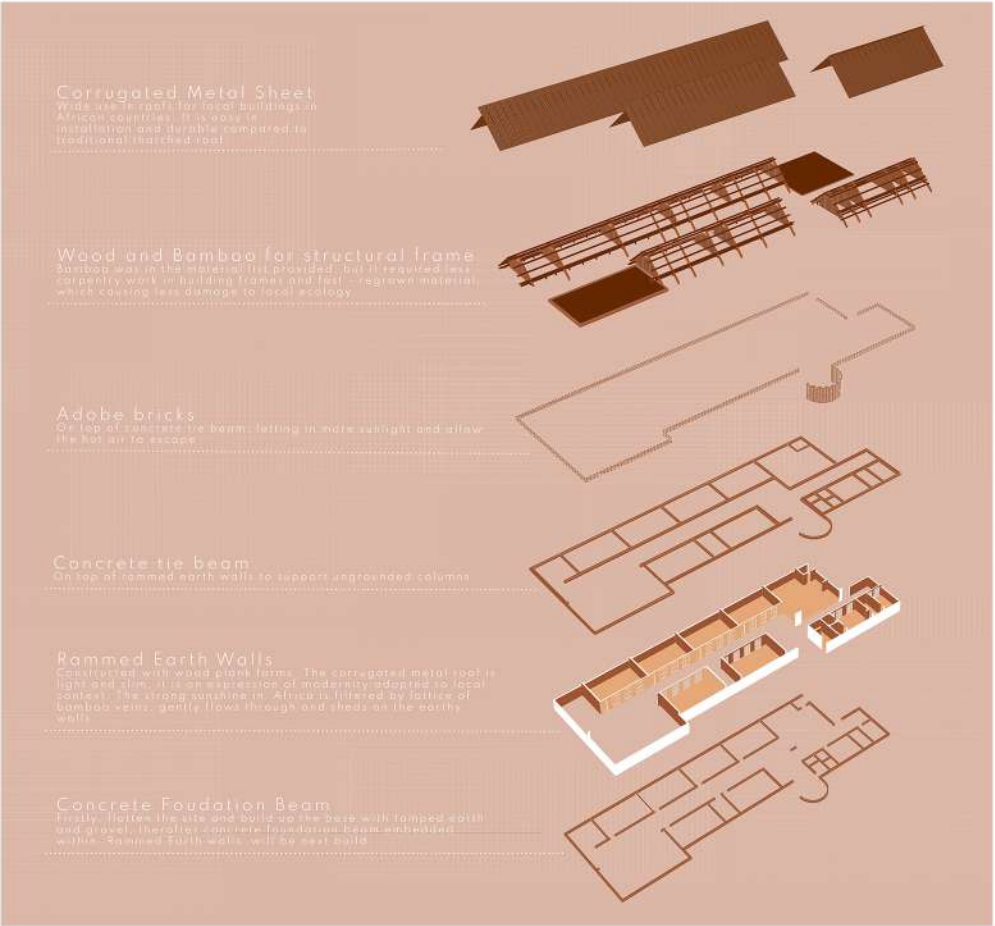 Corrugated Metal Sheet
Wide use in roofs for local buildings in
African countries. It is easy in
installation and durable compared to
traditional thatched roof
Wood and Bamboo for structural frame
Bamboo was in the material list provided, but it required less
carpentry work in building frames and fast - regrown material,
which causing less damage to local ecology
Adobe bricks
On top of concrete tie beam, letting in more sunlight and allow
the hot air to escape
Concrete tie beam
On top of rammed earth walls to support ungrounded columns
Rammed Earth Walls
Constructed with wood plank forms. The corrugated metal roof is
light and slim, it is an expression of modernity adapted to local
context. The strong sunshine in Africa is filtered by lattice of
bamboo veins, gently flows through and sheds on the earthy
walls
Concrete Foudation Beam
Firstly, flatten the site and build up the base with tamped earth
and gravel, therafter concrete foundation beam embedded
within. Rammed Earth walls will be next build